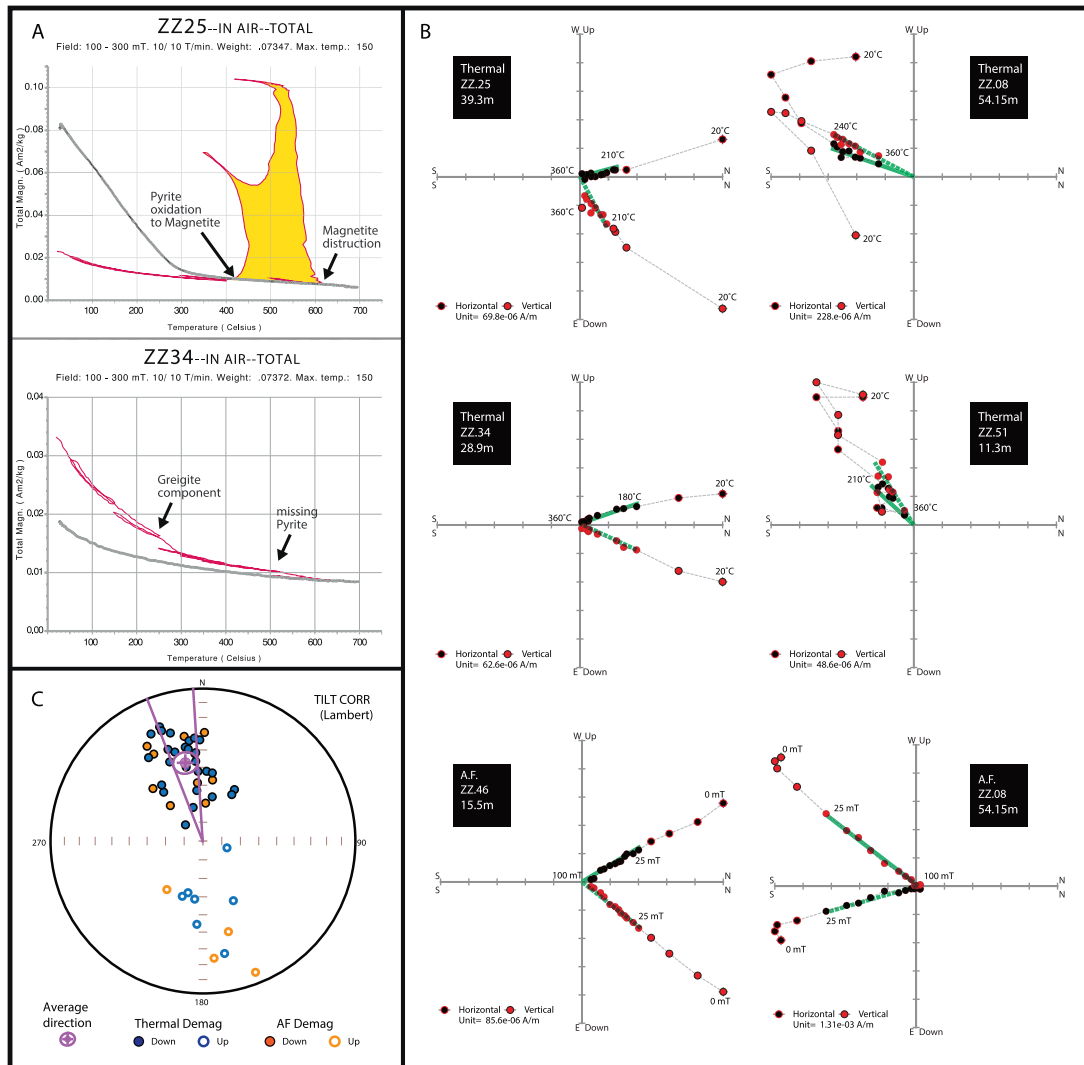 A
ZZ25--IN AIR--TOTAL
Field: 100 - 300 mT. 10/ 10 T/min. Weight: .07347. Max. temp.: 150
Total Magn. ( Am2/kg)
0.10
0.08
0.06
0.04
0.02
0.00
Pyrite
oxidation
to Magnetite
Magnetite
distruction
100 200 300 400 500 600 700
Temperature ( Celsius )
ZZ34--IN AIR--TOTAL
Field: 100 - 300 mT. 10/ 10 T/min. Weight: .07372. Max. temp.: 150
Total Magn. ( Am2/kg)
0,04
0.03
0.02
0.01
0,00
Greigite
component
missing
Pyrite
100 200 300 400 500 600 700
Temperature ( Celsius )
B
Thermal
ZZ.25
39.3m
W Up
20°C
210°C
360°C
S
S
N
N
360°C
210°C
20°C
Horizontal Vertical
Unit= 69.8e-06 A/m
E Down
Thermal
ZZ.08
54.15m
W Up
20°C
240°C
360°C
S
S
N
N
20°C
Horizontal Vertical
Unit= 228.e-06 A/m
E Down
Thermal
ZZ.34
28.9m
W Up
20°C
180°C
360°C
S
S
N
N
20°C
Horizontal Vertical
Unit= 62.6e-06 A/m
E Down
Thermal
ZZ.51
11.3m
W Up
20°C
210°C
360°C
S
S
N
N
Horizontal Vertical
Unit= 48.6e-06 A/m
E Down
A.F.
ZZ.46
15.5m
W Up
0 mT
25 mT
100 mT
S
S
N
N
25 mT
0 mT
Horizontal Vertical
Unit= 85.6e-06 A/m
E Down
A.F.
ZZ.08
54.15m
W Up
0 mT
25 mT
100 mT
S
S
N
N
25 mT
0 mT
Horizontal Vertical
Unit= 1.31e-03 A/m
E Down
C
N
TILT CORR
(Lambert)
270
90
180
Average
direction
Thermal Demag
Down Up
AF Demag
Down Up